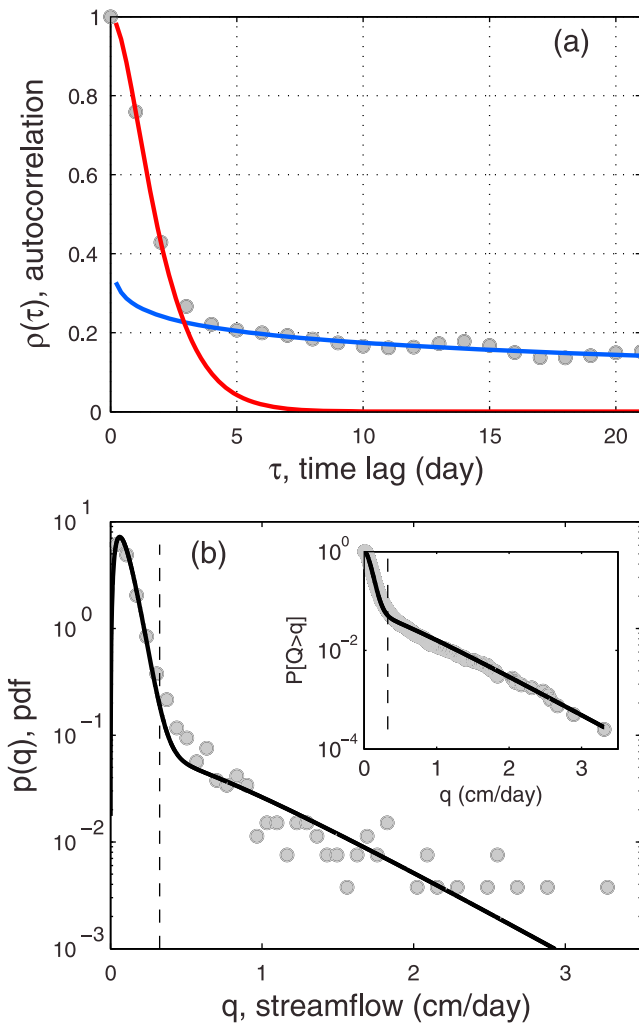 (a)
ρ(τ), autocorrelation
1
0.8
0.6
0.4
0.2
0
0 5 10 15 20
τ, time lag (day)
(b)
p(q), pdf
10^1
10^0
10^-1
10^-2
10^-3
0 1 2 3
q, streamflow (cm/day)
P[Q>q]
10^0
10^-2
10^-4
0 1 2 3
q (cm/day)